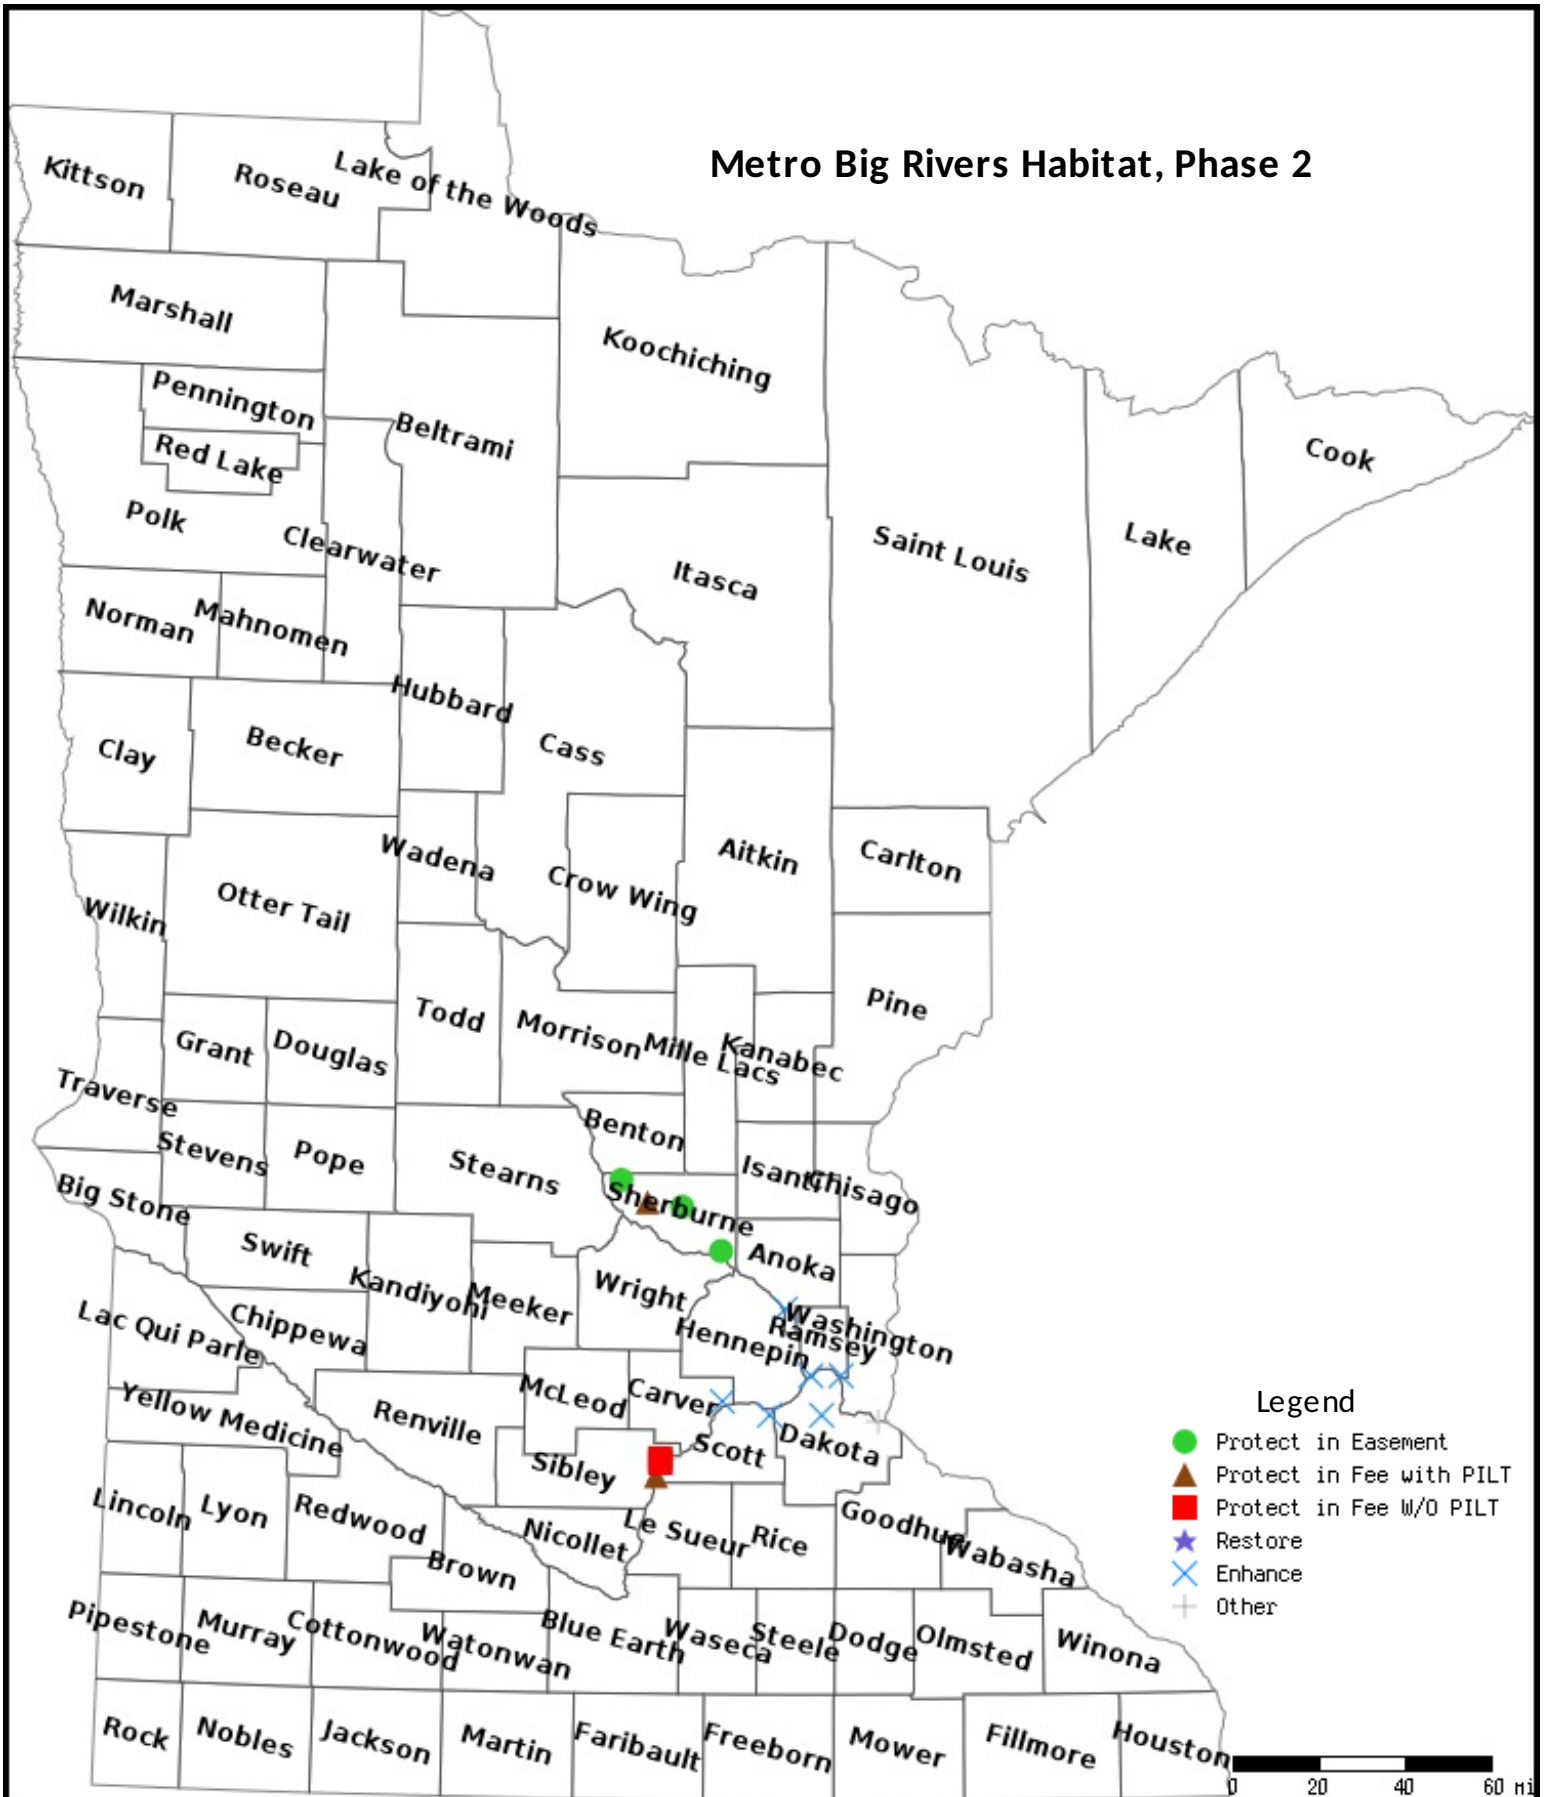 Metro Big Rivers Habitat, Phase 2
Kittson
Roseau
Lake of the Woods
Marshall
Koochiching
Pennington
Beltrami
Red Lake
Cook
Polk
Clearwater
Saint Louis
Lake
Itasca
Norman
Mahnomen
Hubbard
Clay
Becker
Cass
Wadena
Aitkin
Carlton
Otter Tail
Crow Wing
Wilkin
Pine
Todd
Morrison
Grant
Douglas
Mille Lacs
Kanabec
Traverse
Benton
Stevens
Pope
Stearns
Isanti
Chisago
Big Stone
Sherburne
Swift
Anoka
Kandiyohi
Meeker
Wright
Lac Qui Parle
Chippewa
Hennepin
Ramsey
Washington
Yellow Medicine
Renville
McLeod
Carver
Scott
Dakota
Sibley
Lincoln
Lyon
Redwood
Nicollet
Le Sueur
Rice
Goodhue
Wabasha
Brown
Pipestone
Murray
Cottonwood
Watonwan
Blue Earth
Waseca
Steele
Dodge
Olmsted
Winona
Rock
Nobles
Jackson
Martin
Faribault
Freeborn
Mower
Fillmore
Houston
Legend
Protect in Easement
Protect in Fee with PILT
Protect in Fee W/O PILT
Restore
Enhance
Other
0 20 40 60 mi